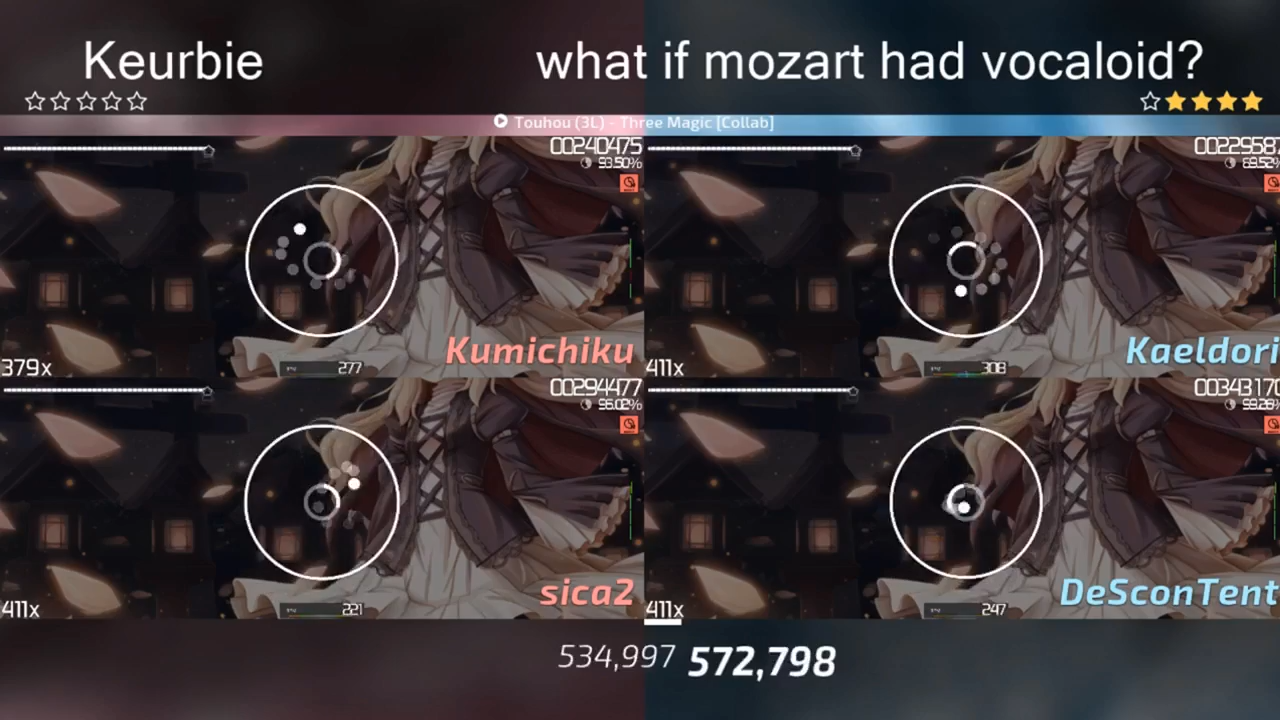 Keurbie
what if mozart had vocaloid?
Touhou (3L) - Three Magic [Collab]
00240475
93.50%
379x
277
Kumichiku
00229587
69.52%
411x
308
Kaeldori
00294477
96.02%
411x
221
sica2
00343170
99.26%
411x
247
DeSconTent
534,997
572,798